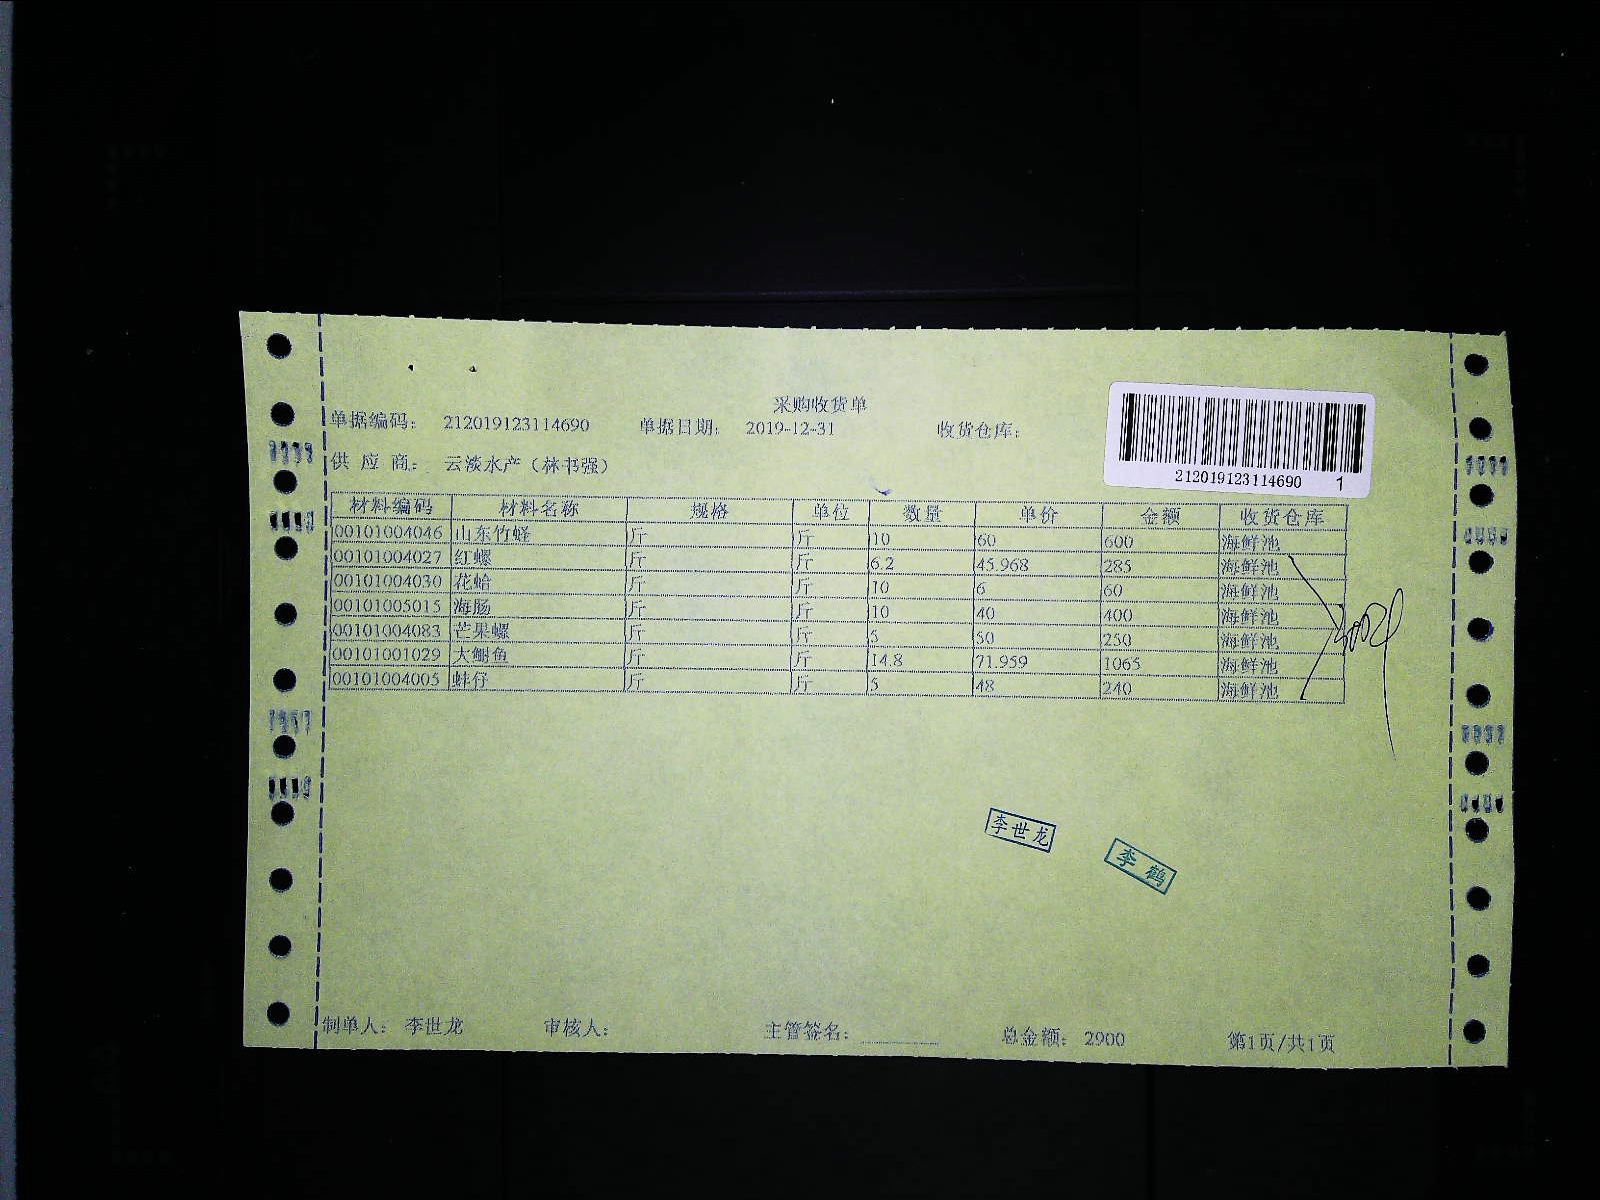 采购收货单
单据编码: 212019123114690 单据日期: 2019-12-31 收货仓库:
212019123114690 1
供 应 商: 云淡水产（林书强）
材料编码 材料名称 规格 单位 数量 单价 金额 收货仓库
00101004046 山东竹蛏 斤 斤 10 60 600 海鲜池
00101004027 红螺 斤 斤 6.2 45.968 285 海鲜池
00101004030 花蛤 斤 斤 10 6 60 海鲜池
00101005015 海肠 斤 斤 10 40 400 海鲜池
00101004083 芒果螺 斤 斤 5 50 250 海鲜池
00101001029 大鲷鱼 斤 斤 14.8 71.959 1065 海鲜池
00101004005 蛙仔 斤 斤 5 48 240 海鲜池
李世龙
李鹤
制单人: 李世龙 审核人: 主管签名: 总金额: 2900 第1页/共1页